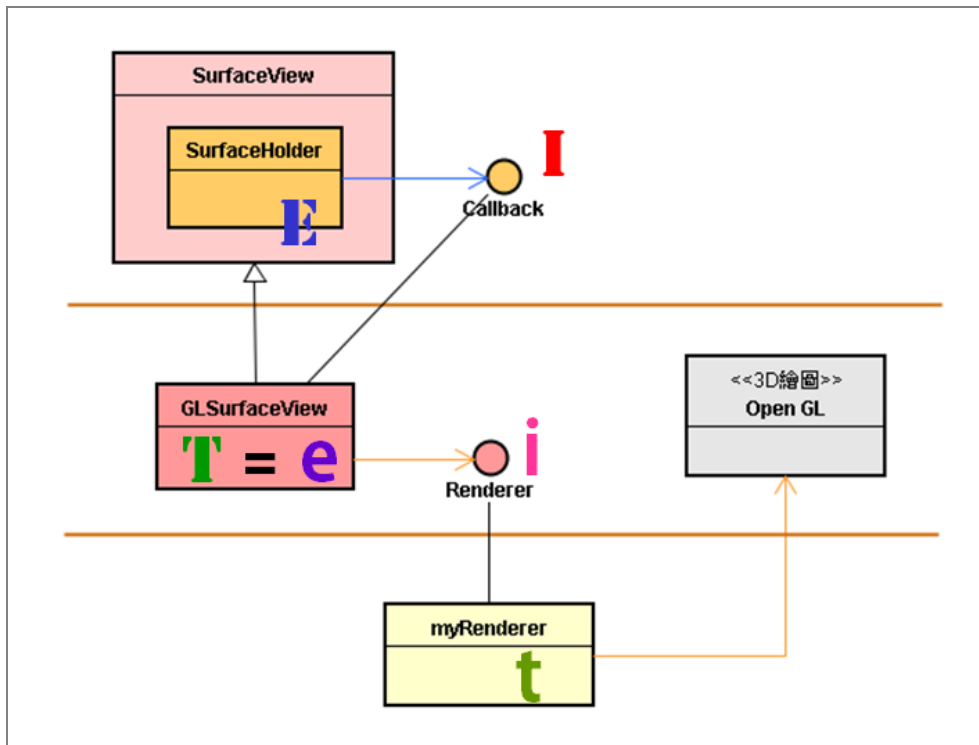 SurfaceView
SurfaceHolder
I
E
Callback
GLSurfaceView
T = e
i
Renderer
<<3D繪圖>>
Open GL
myRenderer
t